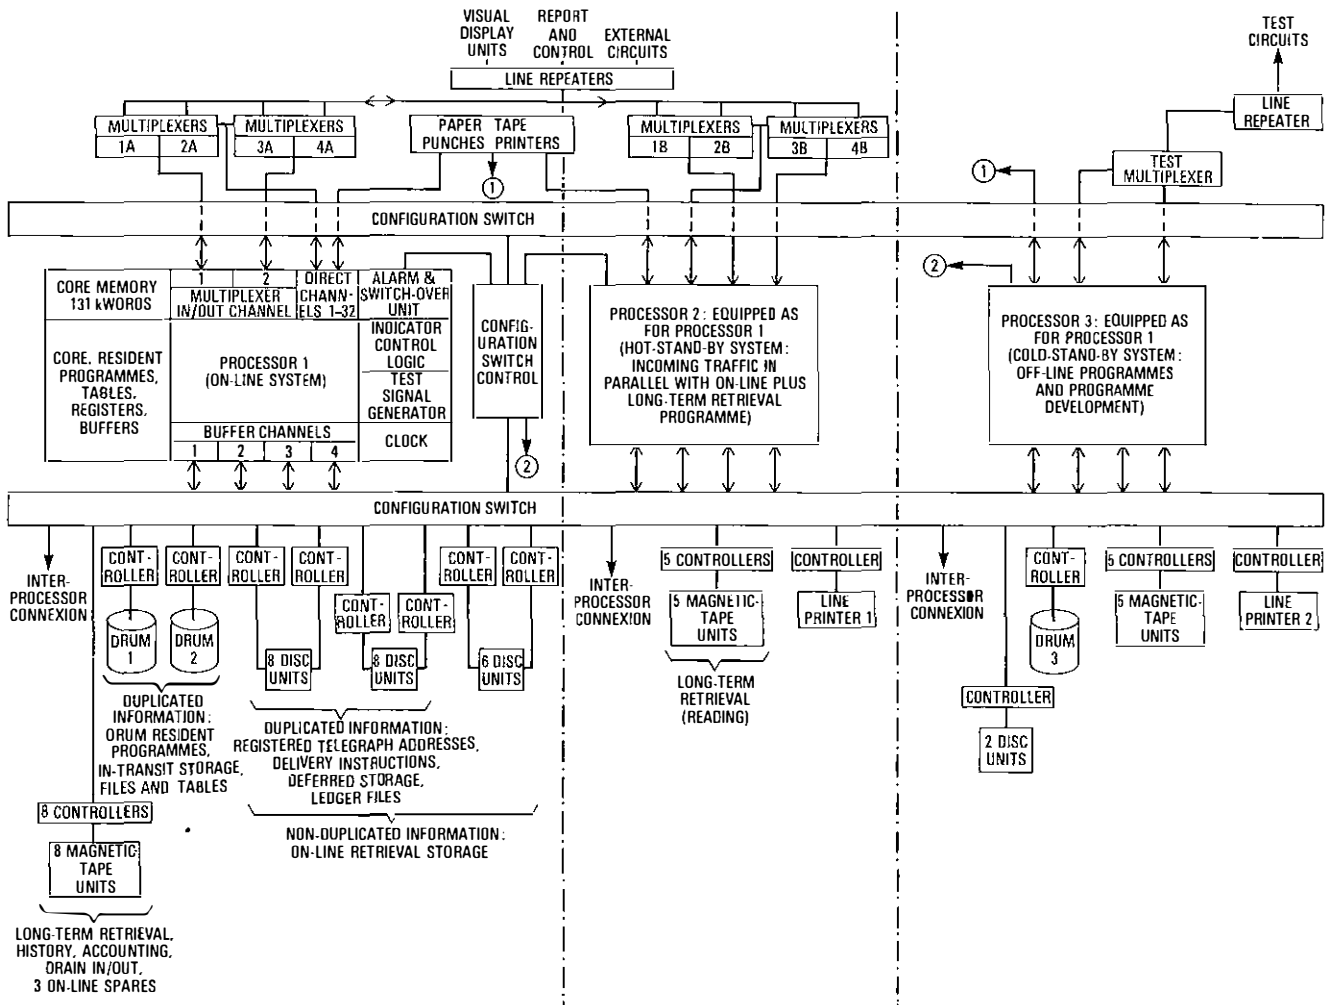 VISUAL DISPLAY UNITS
REPORT AND CONTROL
EXTERNAL CIRCUITS
LINE REPEATERS
TEST CIRCUITS
LINE REPEATER
MULTIPLEXERS
1A 2A
MULTIPLEXERS
3A 4A
PAPER TAPE
PUNCHES PRINTERS
MULTIPLEXERS
1B 2B
MULTIPLEXERS
3B 4B
TEST
MULTIPLEXER
1
1
CONFIGURATION SWITCH
CORE MEMORY
131 kWOROS
1 2
MULTIPLEXER
IN/OUT CHANNEL
DIRECT
CHANN-
ELS 1-32
ALARM &
SWITCH-OVER
UNIT
INDICATOR
CONTROL
LOGIC
TEST
SIGNAL
GENERATOR
CLOCK
CORE. RESIDENT
PROGRAMMES,
TABLES,
REGISTERS,
BUFFERS
PROCESSOR 1
(ON-LINE SYSTEM)
BUFFER CHANNELS
1 2 3 4
CONFIG-
URATION
SWITCH
CONTROL
2
PROCESSOR 2: EQUIPPED AS
FOR PROCESSOR 1
(HOT-STAND-BY SYSTEM:
INCOMING TRAFFIC IN
PARALLEL WITH ON-LINE PLUS
LONG-TERM RETRIEVAL
PROGRAMME)
2
PROCESSOR 3: EQUIPPED AS
FOR PROCESSOR 1
(COLD-STAND-BY SYSTEM:
OFF-LINE PROGRAMMES
AND PROGRAMME
DEVELOPMENT)
CONFIGURATION SWITCH
INTER-
PROCESSOR
CONNEXION
CONT-
ROLLER
CONT-
ROLLER
CONT-
ROLLER
CONT-
ROLLER
CONT-
ROLLER
CONT-
ROLLER
CONT-
ROLLER
CONT-
ROLLER
DRUM
1
DRUM
2
8 DISC
UNITS
8 DISC
UNITS
6 DISC
UNITS
DUPLICATED
INFORMATION:
ORUM RESIDENT
PROGRAMMES,
IN-TRANSIT STORAGE,
FILES AND TABLES
DUPLICATED INFORMATION:
REGISTERED TELEGRAPH ADDRESSES,
DELIVERY INSTRUCTIONS,
DEFERRED STORAGE,
LEDGER FILES
NON-DUPLICATED INFORMATION:
ON-LINE RETRIEVAL STORAGE
8 CONTROLLERS
8 MAGNETIC-
TAPE
UNITS
LONG-TERM RETRIEVAL,
HISTORY, ACCOUNTING,
DRAIN IN/OUT,
3 ON-LINE SPARES
INTER-
PROCESSOR
CONNEXION
5 CONTROLLERS
5 MAGNETIC-
TAPE
UNITS
LONG-TERM
RETRIEVAL
(READING)
CONTROLLER
LINE
PRINTER 1
INTER-
PROCESSOR
CONNEXION
CONTROLLER
2 DISC
UNITS
CONT-
ROLLER
DRUM
3
5 CONTROLLERS
5 MAGNETIC-
TAPE
UNITS
CONTROLLER
LINE
PRINTER 2